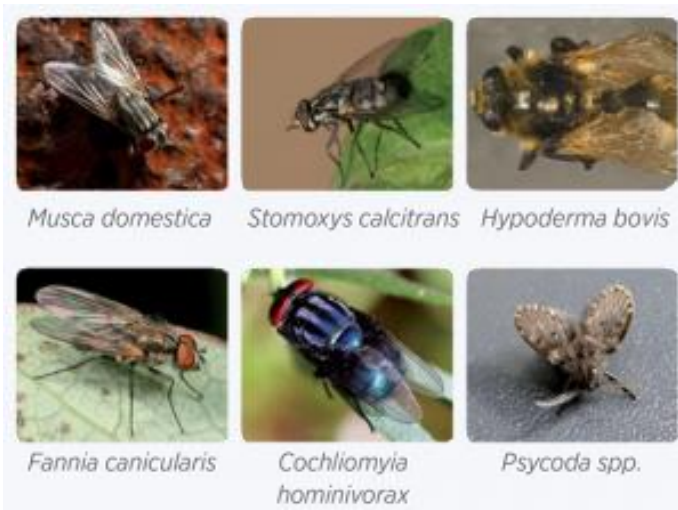 Musca domestica
Stomoxys calcitrans
Hypoderma bovis
Fannia canicularis
Cochliomyia
hominivorax
Psycoda spp.